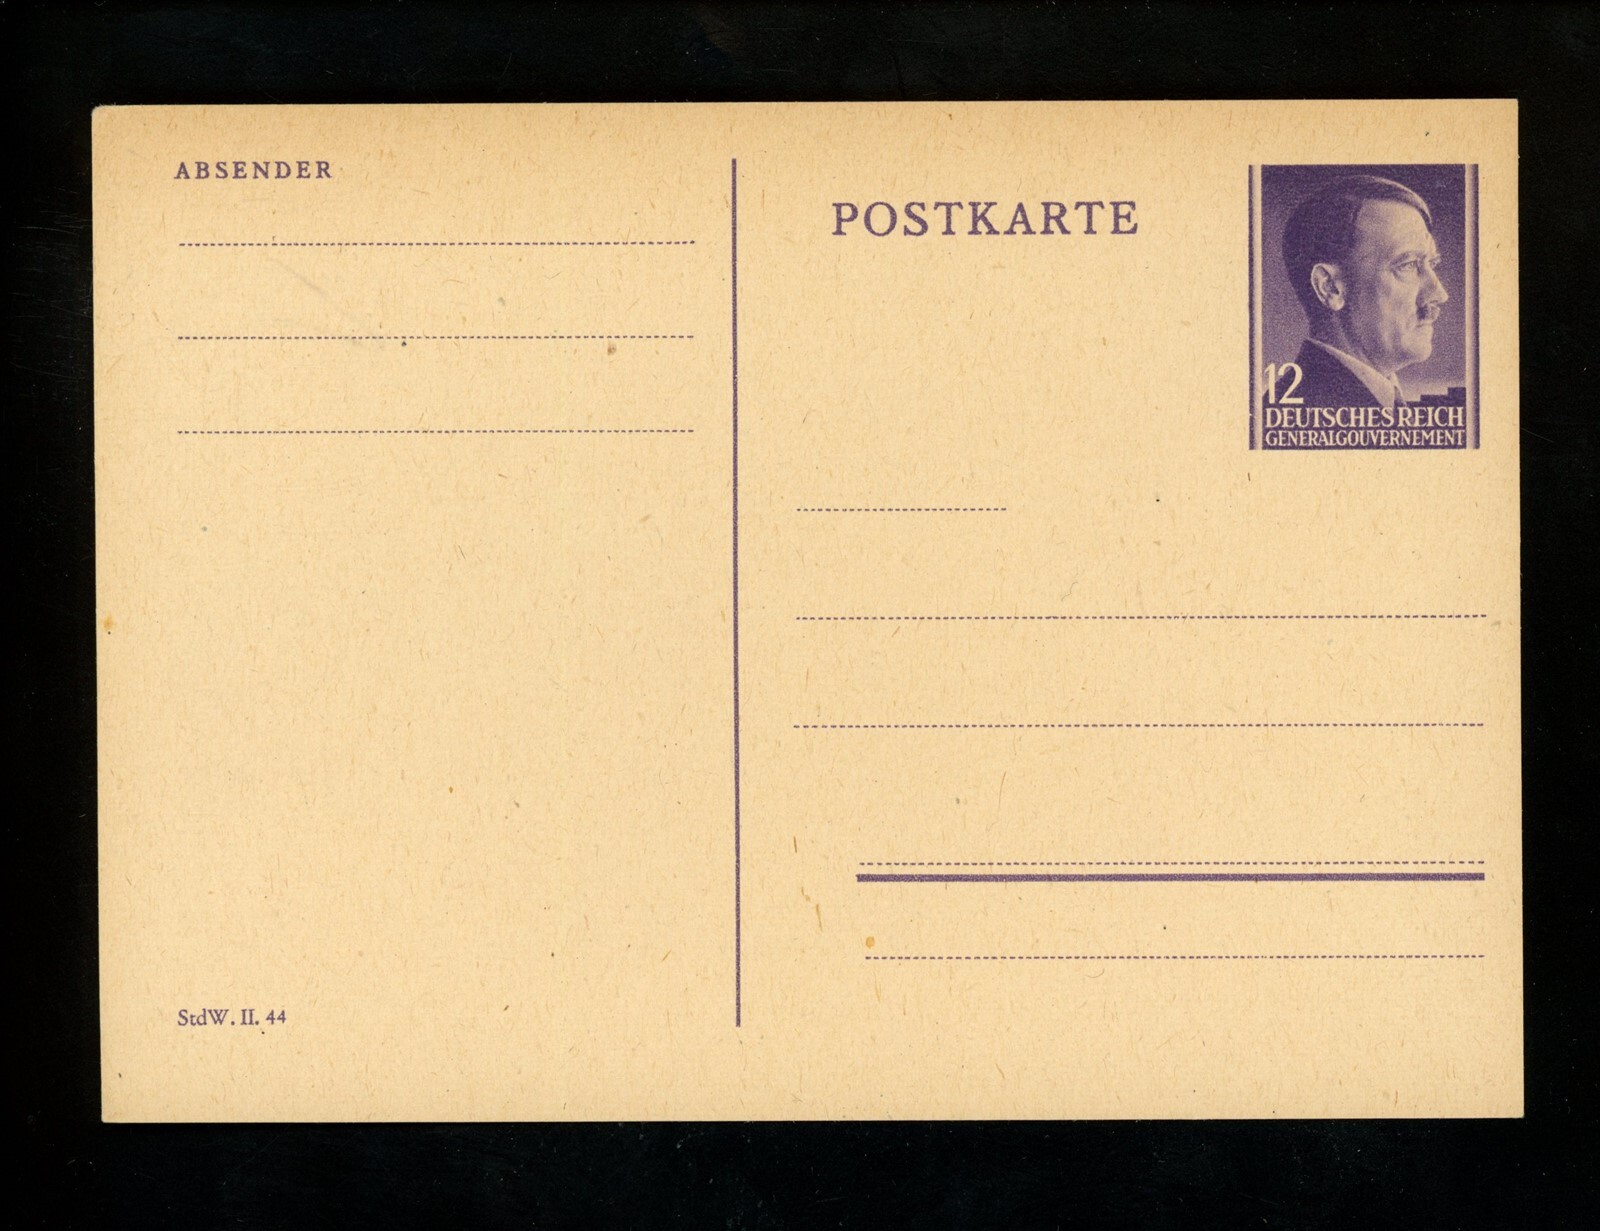 ABSENDER
POSTKARTE
12
DEUTSCHES REICH
GENERALGOUVERNEMENT
StdW. II. 44